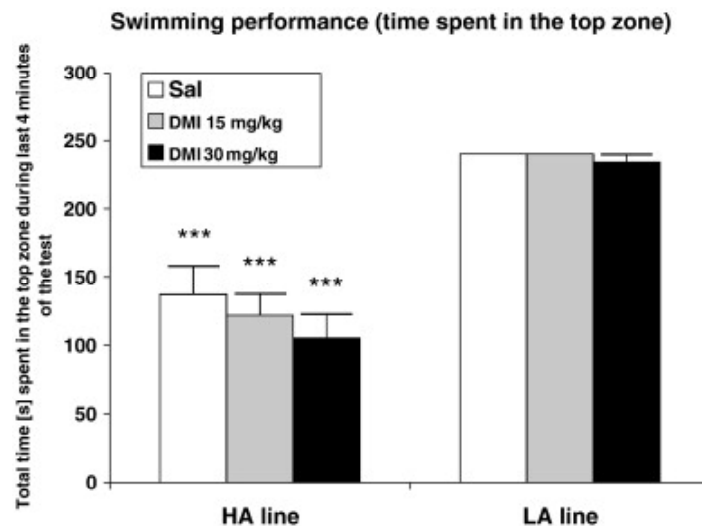 Swimming performance (time spent in the top zone)
Total time [s] spent in the top zone during last 4 minutes
of the test
300
250
200
150
100
50
0
Sal
DMI 15 mg/kg
DMI 30 mg/kg
***
***
***
HA line
LA line